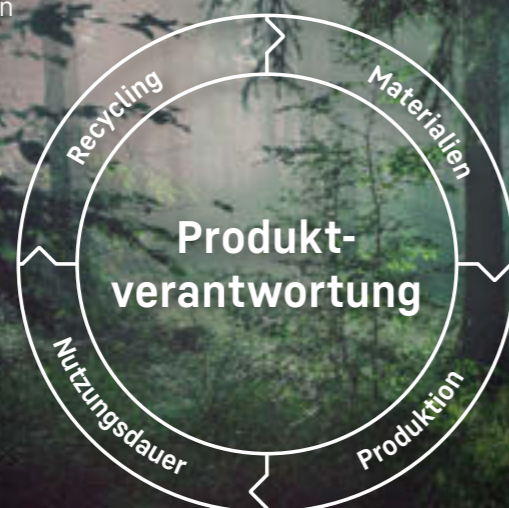 n
Recycling
Materialien
Produkt-
verantwortung
Nutzungsdauer
Produktion